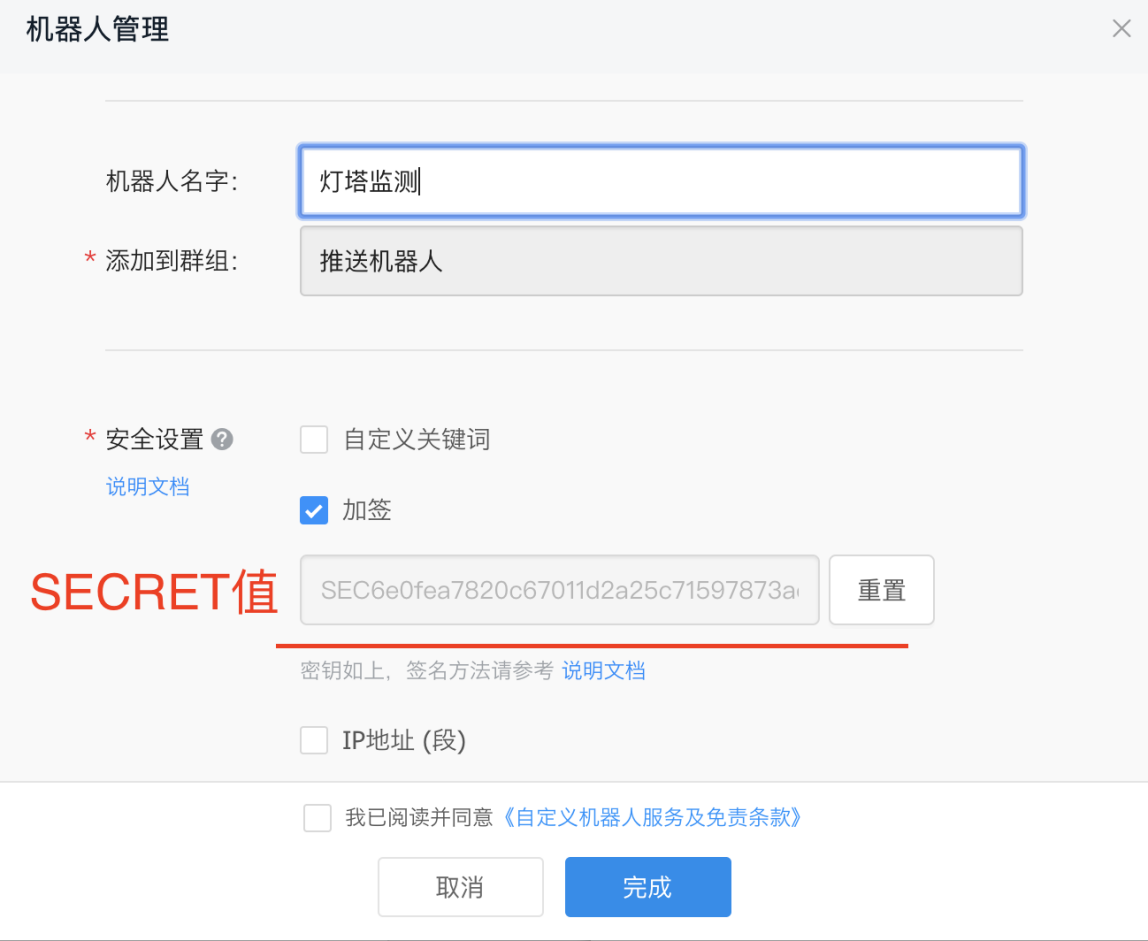 机器人管理
机器人名字:
灯塔监测
* 添加到群组:
推送机器人
* 安全设置 ?
自定义关键词
说明文档
加签
SECRET值
SEC6e0fea7820c67011d2a25c71597873a
重置
密钥如上，签名方法请参考 说明文档
IP地址 (段)
我已阅读并同意《自定义机器人服务及免责条款》
取消
完成